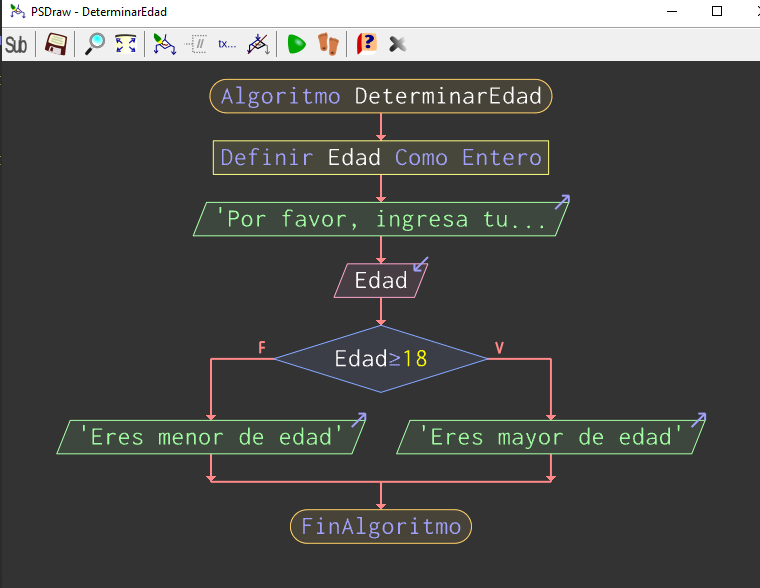 PSDraw - DeterminarEdad
Sub
tx...
Algoritmo DeterminarEdad
Definir Edad Como Entero
'Por favor, ingresa tu...
Edad
Edad≥18
F
V
'Eres menor de edad'
'Eres mayor de edad'
FinAlgoritmo